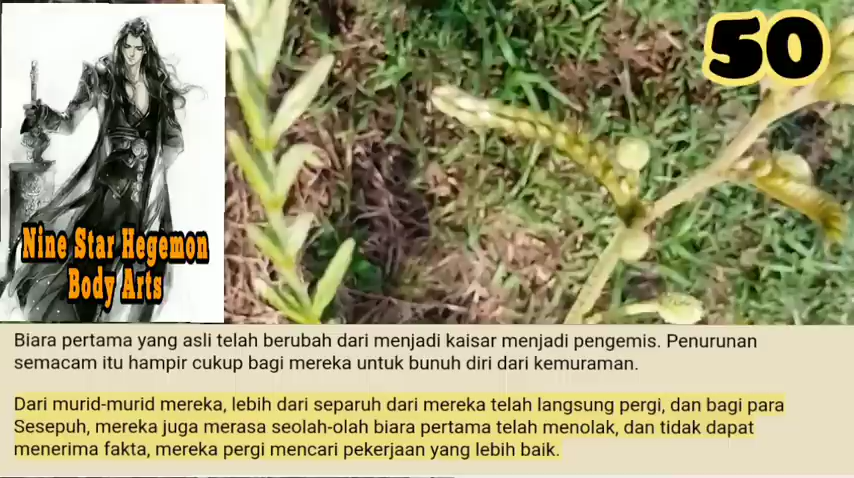 50
Nine Star Hegemon
Body Arts
Biara pertama yang asli telah berubah dari menjadi kaisar menjadi pengemis. Penurunan
semacam itu hampir cukup bagi mereka untuk bunuh diri dari kemuraman.
Dari murid-murid mereka, lebih dari separuh dari mereka telah langsung pergi, dan bagi para
Sesepuh, mereka juga merasa seolah-olah biara pertama telah menolak, dan tidak dapat
menerima fakta, mereka pergi mencari pekerjaan yang lebih baik.